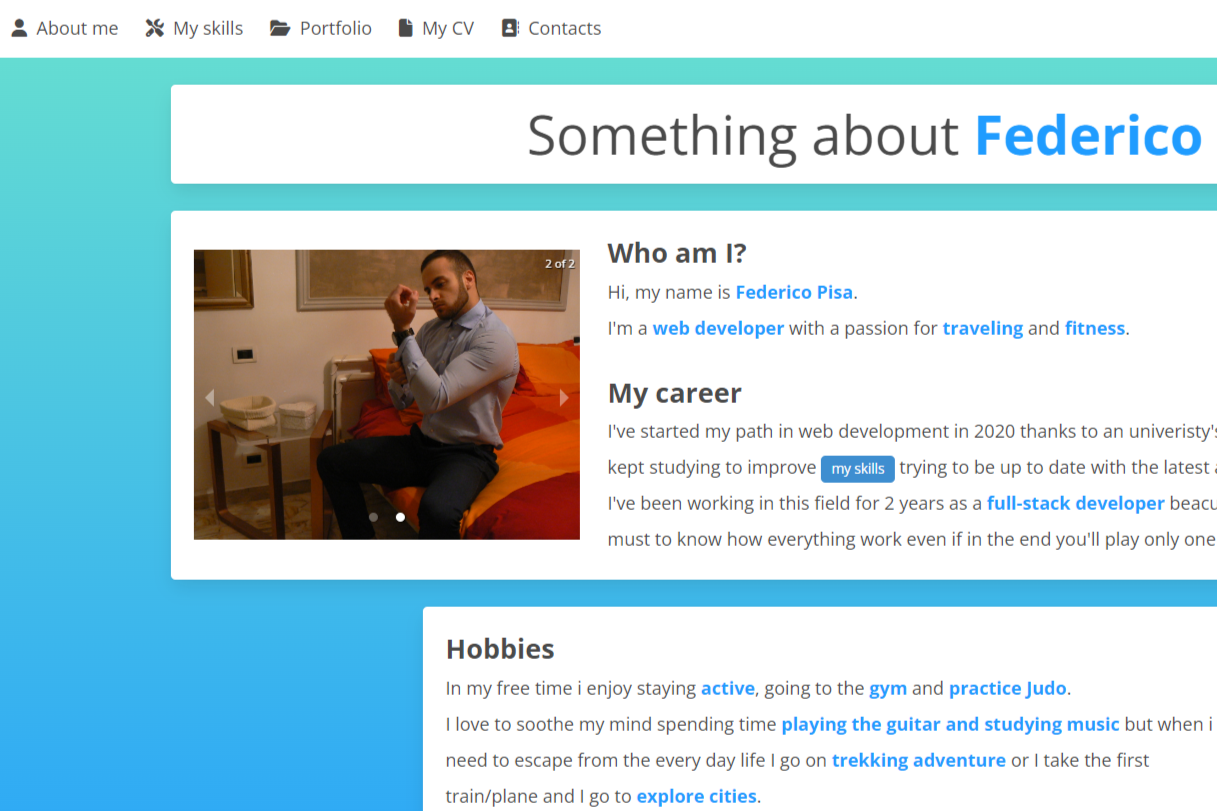 About me My skills Portfolio My CV Contacts
Something about Federico
2 of 2
Who am I?
Hi, my name is Federico Pisa.
I'm a web developer with a passion for traveling and fitness.
My career
I've started my path in web development in 2020 thanks to an univeristy's
kept studying to improve my skills trying to be up to date with the latest
I've been working in this field for 2 years as a full-stack developer
must to know how everything work even if in the end you'll play only one
Hobbies
In my free time i enjoy staying active, going to the gym and practice Judo.
I love to soothe my mind spending time playing the guitar and studying music but when i
need to escape from the every day life I go on trekking adventure or I take the first
train/plane and I go to explore cities.